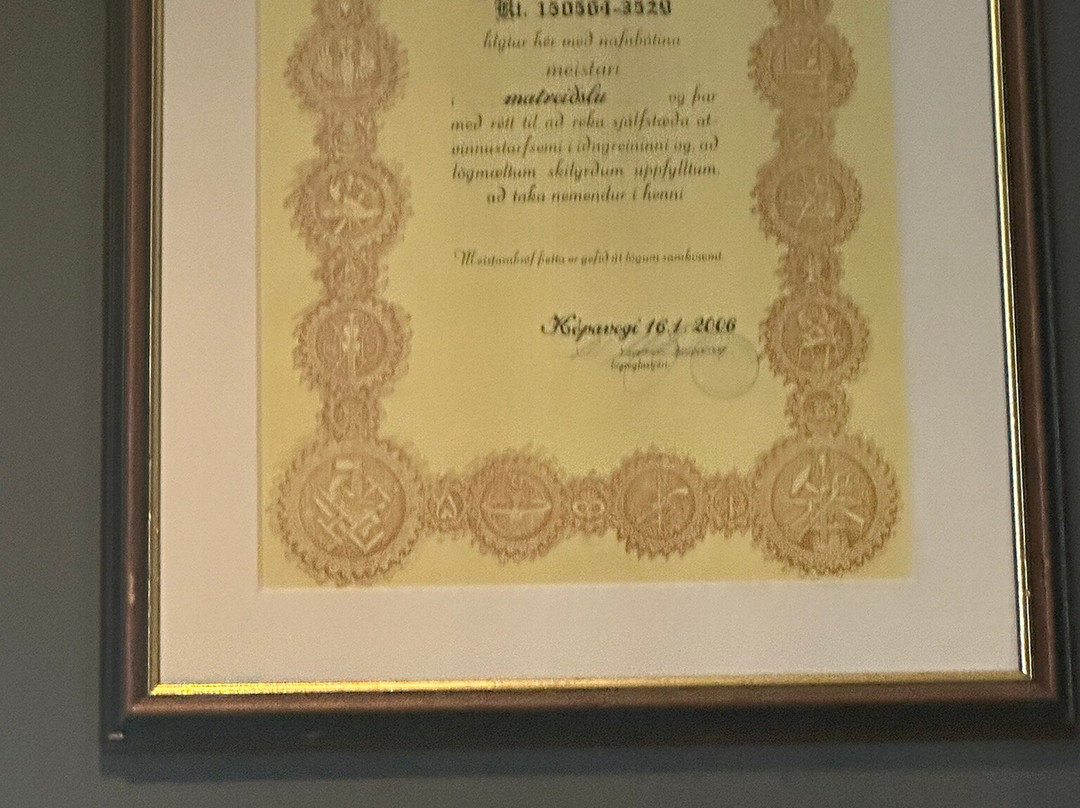 Kt. 150564-3520
hlýtur hér með nafnbótina
meistari
í matreiðslu og þar
með rétt til að reka sjálfstæða at-
vinnustarfsemi í iðngreininni og, að
lögmæltum skilyrðum uppfylltum,
að taka nemendur í henni
Meistarabréf þetta er gefið út lögum samkvæmt.
Kópavogi 16.1. 2006